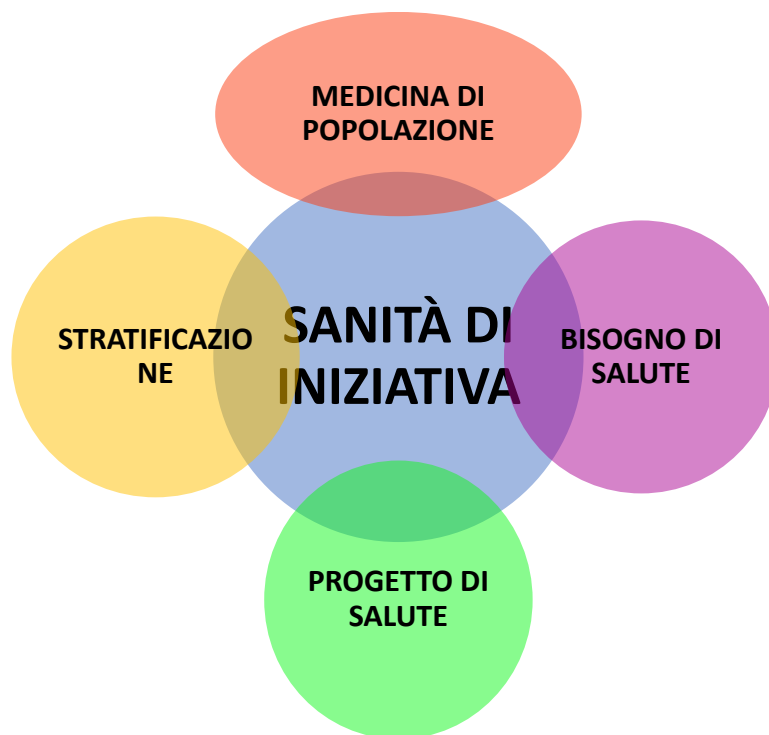 MEDICINA DI
POPOLAZIONE
STRATIFICAZIO
NE
SANITÀ DI
INIZIATIVA
BISOGNO DI
SALUTE
PROGETTO DI
SALUTE